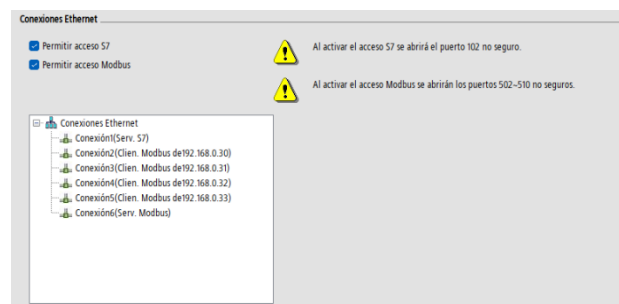 Conexiones Ethernet
Permitir acceso S7
Al activar el acceso S7 se abrirá el puerto 102 no seguro.
Permitir acceso Modbus
Al activar el acceso Modbus se abrirán los puertos 502~510 no seguros.
Conexiones Ethernet
Conexión1(Serv. S7)
Conexión2(Clien. Modbus de192.168.0.30)
Conexión3(Clien. Modbus de192.168.0.31)
Conexión4(Clien. Modbus de192.168.0.32)
Conexión5(Clien. Modbus de192.168.0.33)
Conexión6(Serv. Modbus)